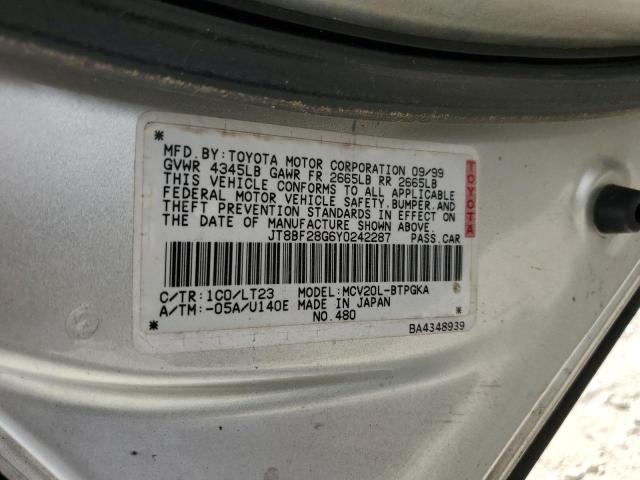 MFD. BY: TOYOTA MOTOR CORPORATION 09/99
GVWR 4345LB GAWR FR 2665LB RR 2665LB
THIS VEHICLE CONFORMS TO ALL APPLICABLE
FEDERAL MOTOR VEHICLE SAFETY, BUMPER, AND
THEFT PREVENTION STANDARDS IN EFFECT ON
THE DATE OF MANUFACTURE SHOWN ABOVE.
JT8BF28G6Y0242287 PASS. CAR
C/TR: 1C0/LT23 MODEL: MCV20L-BTPGKA
A/TM: -05A/U140E MADE IN JAPAN
NO. 480
BA4348939
TOYOTA